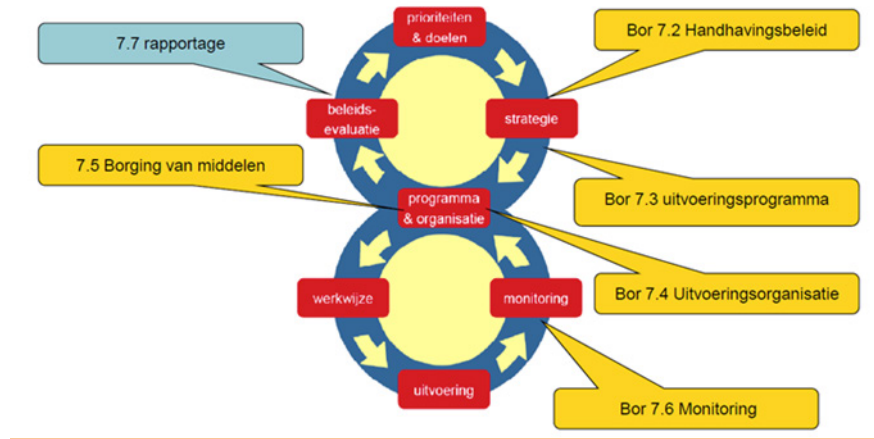 prioriteiten
& doelen
7.7 rapportage
Bor 7.2 Handhavingsbeleid
beleids-
evaluatie
strategie
7.5 Borging van middelen
programma
& organisatie
Bor 7.3 uitvoeringsprogramma
werkwijze
monitoring
Bor 7.4 Uitvoeringsorganisatie
uitvoering
Bor 7.6 Monitoring